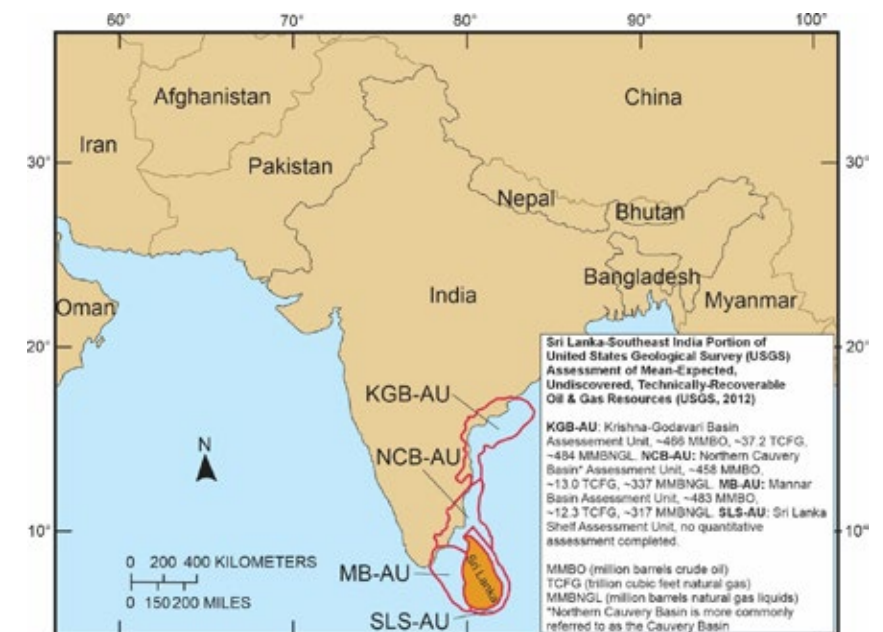 60°
70°
80°
90°
100°
Afghanistan
China
Iran
Pakistan
30°
30°
Nepal
Bhutan
Bangladesh
India
Myanmar
Oman
20°
20°
KGB-AU
NCB-AU
N
10°
10°
0 200 400 KILOMETERS
0 150 200 MILES
MB-AU
Sri Lanka
SLS-AU
Sri Lanka-Southeast India Portion of
United States Geological Survey (USGS)
Assessment of Mean-Expected,
Undiscovered, Technically-Recoverable
Oil & Gas Resources (USGS, 2012)
KGB-AU: Krishna-Godavari Basin
Assessement Unit, ~466 MMBO, ~37.2 TCFG,
~484 MMBNGL. NCB-AU: Northern Cauvery
Basin* Assessment Unit, ~458 MMBO,
~13.0 TCFG, ~337 MMBNGL. MB-AU: Mannar
Basin Assessment Unit, ~483 MMBO,
~12.3 TCFG, ~317 MMBNGL. SLS-AU: Sri Lanka
Shelf Assessment Unit, no quantitative
assessment completed.
MMBO (million barrels crude oil)
TCFG (trillion cubic feet natural gas)
MMBNGL (million barrels natural gas liquids)
*Northern Cauvery Basin is more commonly
referred to as the Cauvery Basin